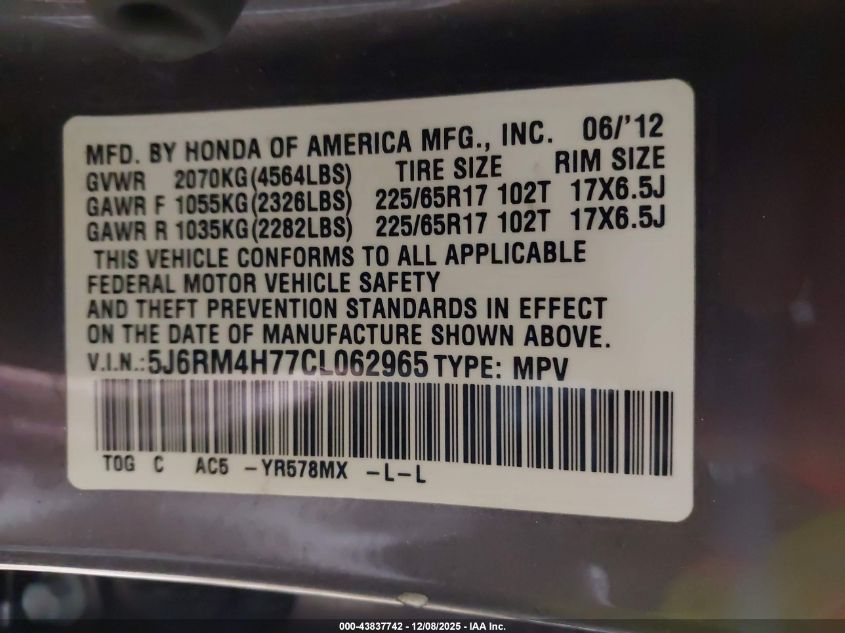 MFD. BY HONDA OF AMERICA MFG., INC. 06/'12
GVWR 2070KG(4564LBS) TIRE SIZE RIM SIZE
GAWR F 1055KG(2326LBS) 225/65R17 102T 17X6.5J
GAWR R 1035KG(2282LBS) 225/65R17 102T 17X6.5J
THIS VEHICLE CONFORMS TO ALL APPLICABLE
FEDERAL MOTOR VEHICLE SAFETY
AND THEFT PREVENTION STANDARDS IN EFFECT
ON THE DATE OF MANUFACTURE SHOWN ABOVE.
V.I.N.:5J6RM4H77CL062965 TYPE: MPV
T0G C AC5 -YR578MX -L-L
000-43837742 - 12/08/2025 - IAA Inc.